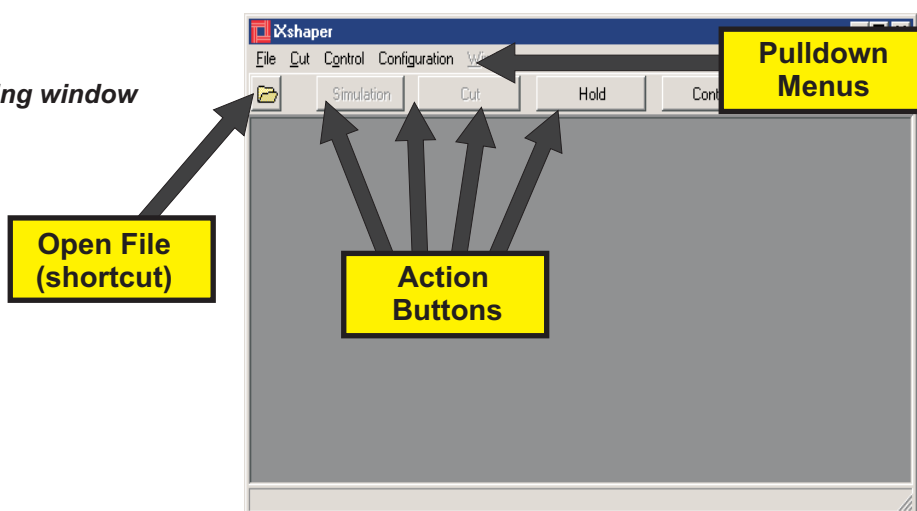 iXshaper
File Cut Control Configuration
Pulldown
Menus
ing window
Simulation Cut Hold Cont
Open File
(shortcut)
Action
Buttons